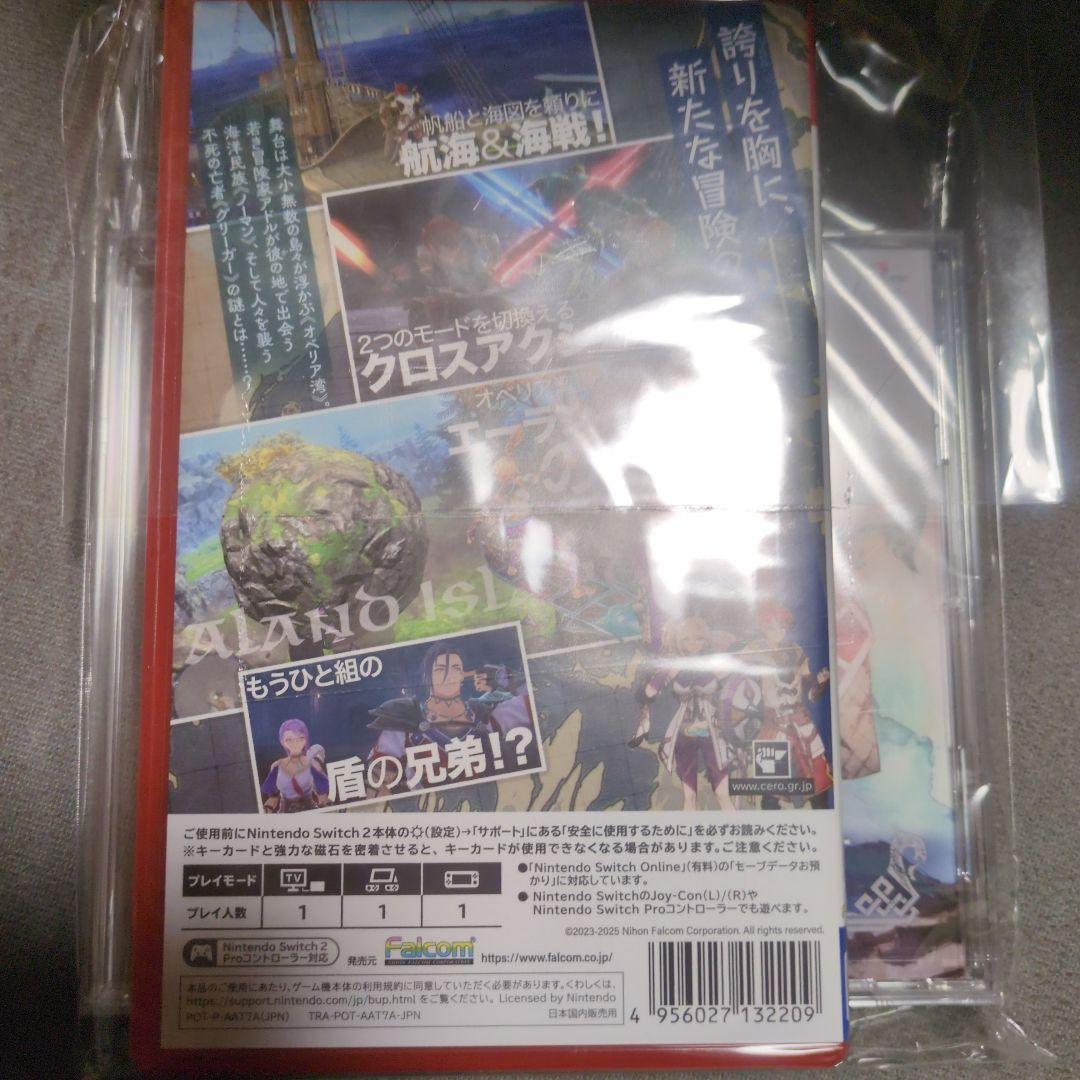 誇りを胸に、
新たな冒険
帆船と海図を頼りに
航海&海戦!
舞台は大小無数の島々が浮かぶ《オベリア湾》。
若き冒険家アドルが彼の地で出会う
海洋民族《ノーマン》、そして人々を襲う
不死の亡者《グリーガー》の謎とは……?
2つのモードを切換える
クロスアク
オベリア
エーラ
ALAND ISL
もうひと組の
盾の兄弟!?
www.cero.gr.jp
ご使用前にNintendo Switch 2本体の(設定)→「サポート」にある「安全に使用するために」を必ずお読みください。
※キーカードと強力な磁石を密着させると、キーカードが使用できなくなる場合があります。ご注意ください。
プレイモード TV
プレイ人数 1 1 1
●「Nintendo Switch Online」(有料)の「セーブデータお預
かり」に対応しています。
● Nintendo SwitchのJoy-Con(L)/(R)や
Nintendo Switch Proコントローラーでも遊べます。
©2023-2025 Nihon Falcom Corporation. All rights reserved.
Nintendo Switch 2
Proコントローラー対応
発売元 Falcom https://www.falcom.co.jp/
NIHON FALCOM CORPORATION
本品のご使用にあたり、ゲーム機本体の利用規約に同意していただく必要があります。くわしくは、
https://support.nintendo.com/jp/bup.html をご覧ください。 Licensed by Nintendo
POT-P-AAT7A(JPN) TRA-POT-AAT7A-JPN 日本国内販売用
4 956027 132209